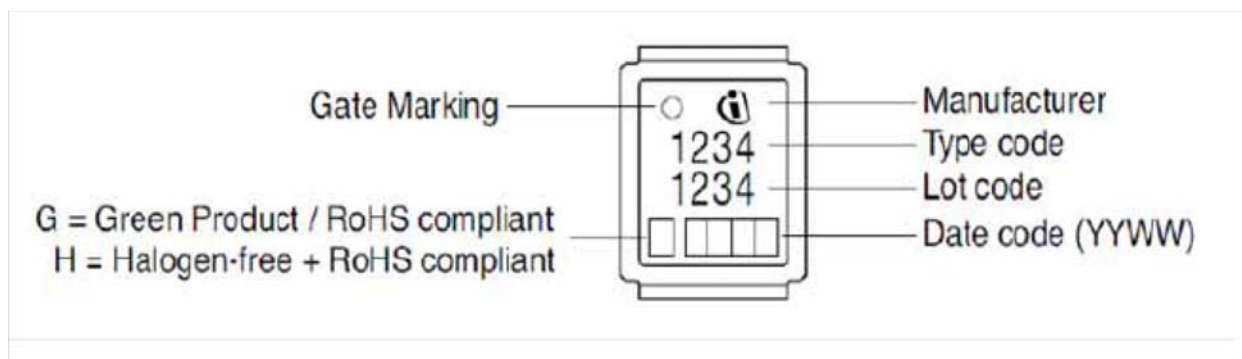 Gate Marking
Manufacturer
1234
Type code
1234
Lot code
G = Green Product / RoHS compliant
H = Halogen-free + RoHS compliant
Date code (YYWW)